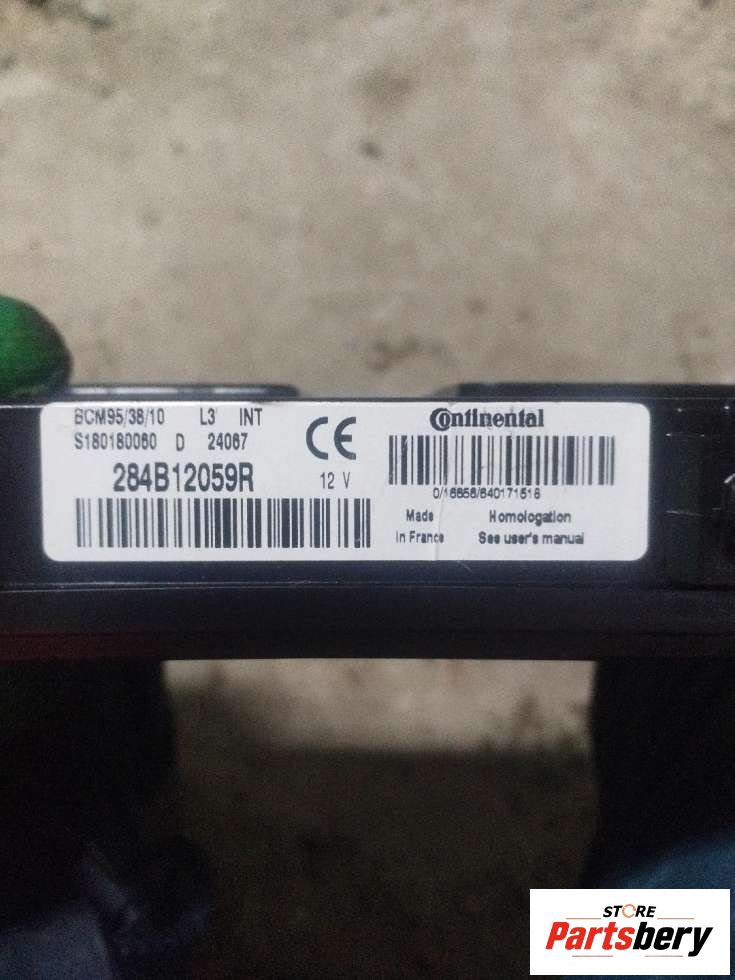 BCM95/38/10 L3 INT
S180180060 D 24067
284B12059R
12 V
Continental
0/16656/640171516
Made
in France
Homologation
See user's manual
STORE
Partsbery